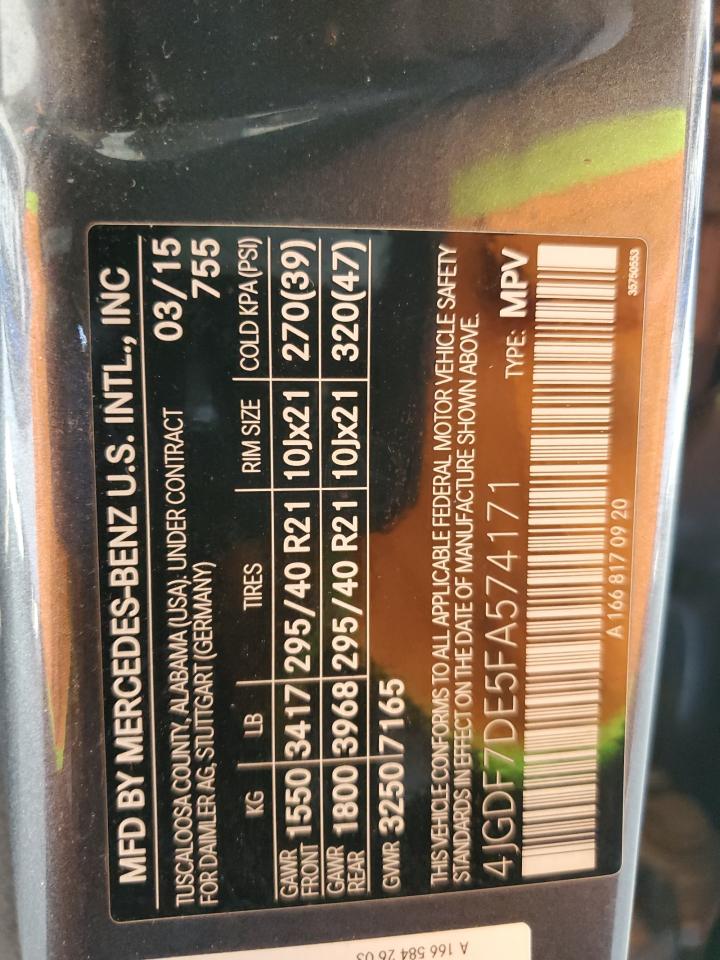 MFD BY MERCEDES-BENZ U.S. INTL., INC
TUSCALOOSA COUNTY, ALABAMA (USA). UNDER CONTRACT 03/15
FOR DAIMLER AG, STUTTGART (GERMANY) 755
KG LB TIRES RIM SIZE COLD KPA(PSI)
GAWR FRONT 1550 3417 295/40 R21 10Jx21 270(39)
GAWR REAR 1800 3968 295/40 R21 10Jx21 320(47)
GVWR 3250 7165
THIS VEHICLE CONFORMS TO ALL APPLICABLE FEDERAL MOTOR VEHICLE SAFETY
STANDARDS IN EFFECT ON THE DATE OF MANUFACTURE SHOWN ABOVE.
4JGDF7DE5FA574171 TYPE: MPV
A 166 817 09 20
35750553
A 166 584 26 03